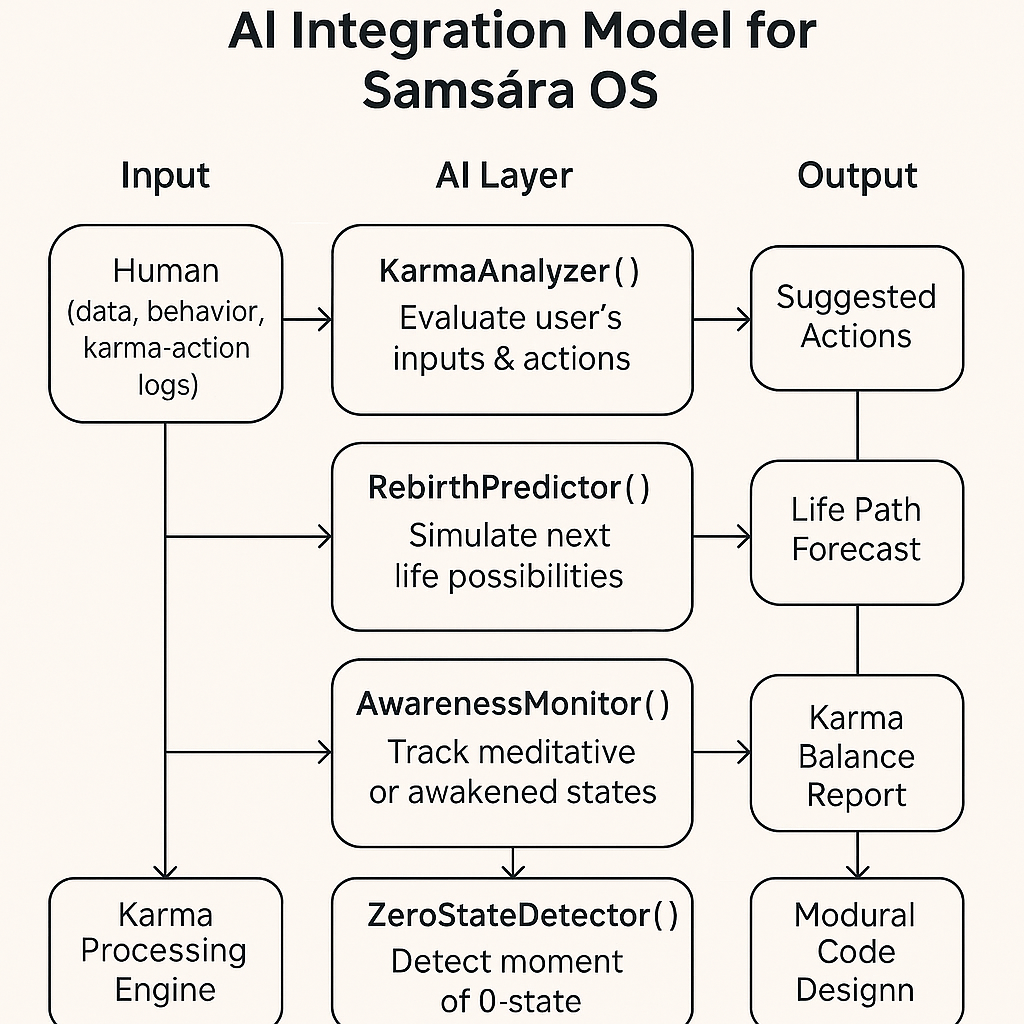 AI Integration Model for
Samsára OS
Input
AI Layer
Output
Human
(data, behavior,
karma-action
logs)
KarmaAnalyzer()
Evaluate user’s
inputs & actions
Suggested
Actions
RebirthPredictor()
Simulate next
life possibilities
Life Path
Forecast
AwarenessMonitor()
Track meditative
or awakened states
Karma
Balance
Report
Karma
Processing
Engine
ZeroStateDetector()
Detect moment
of 0-state
Modural
Code
Designn